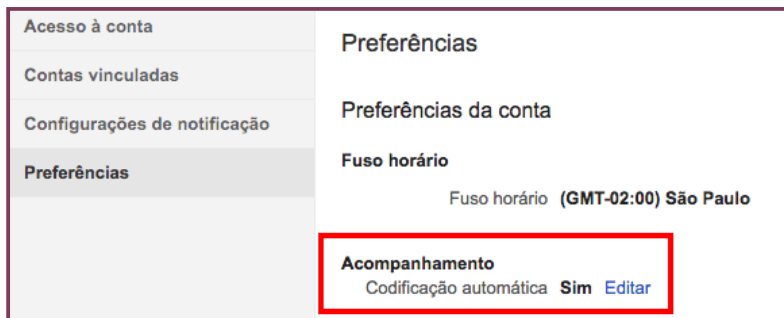 Acesso à conta
Contas vinculadas
Configurações de notificação
Preferências
Preferências
Preferências da conta
Fuso horário
Fuso horário (GMT-02:00) São Paulo
Acompanhamento
Codificação automática Sim Editar